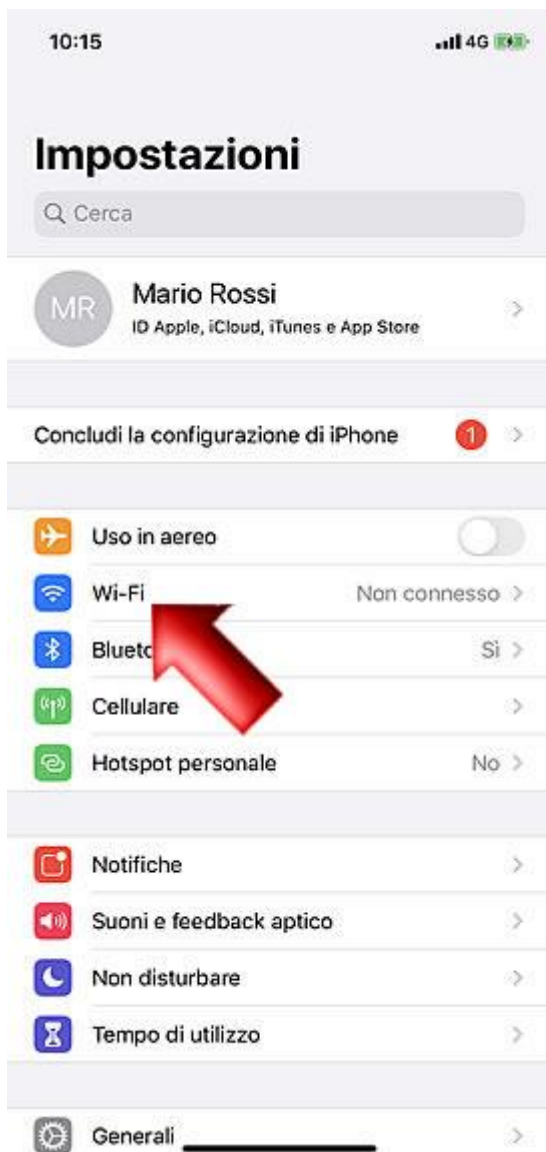 10:15 4G
Impostazioni
Cerca
MR Mario Rossi
ID Apple, iCloud, iTunes e App Store
Concludi la configurazione di iPhone 1
Uso in aereo
Wi-Fi Non connesso
Blueto Sì
Cellulare
Hotspot personale No
Notifiche
Suoni e feedback aptico
Non disturbare
Tempo di utilizzo
Generali